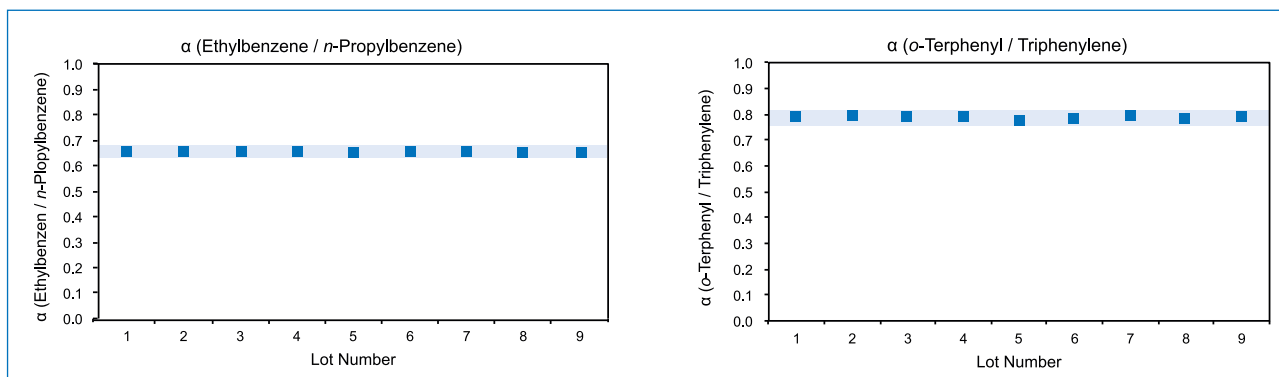 α (Ethylbenzene / n-Propylbenzene)
α (Ethylbenzen / n-Plopylbenzene)
1.0
0.9
0.8
0.7
0.6
0.5
0.4
0.3
0.2
0.1
0.0
1 2 3 4 5 6 7 8 9
Lot Number
α (o-Terphenyl / Triphenylene)
α (o-Terphenyl / Triphenylene)
1.0
0.9
0.8
0.7
0.6
0.5
0.4
0.3
0.2
0.1
0.0
1 2 3 4 5 6 7 8 9
Lot Number